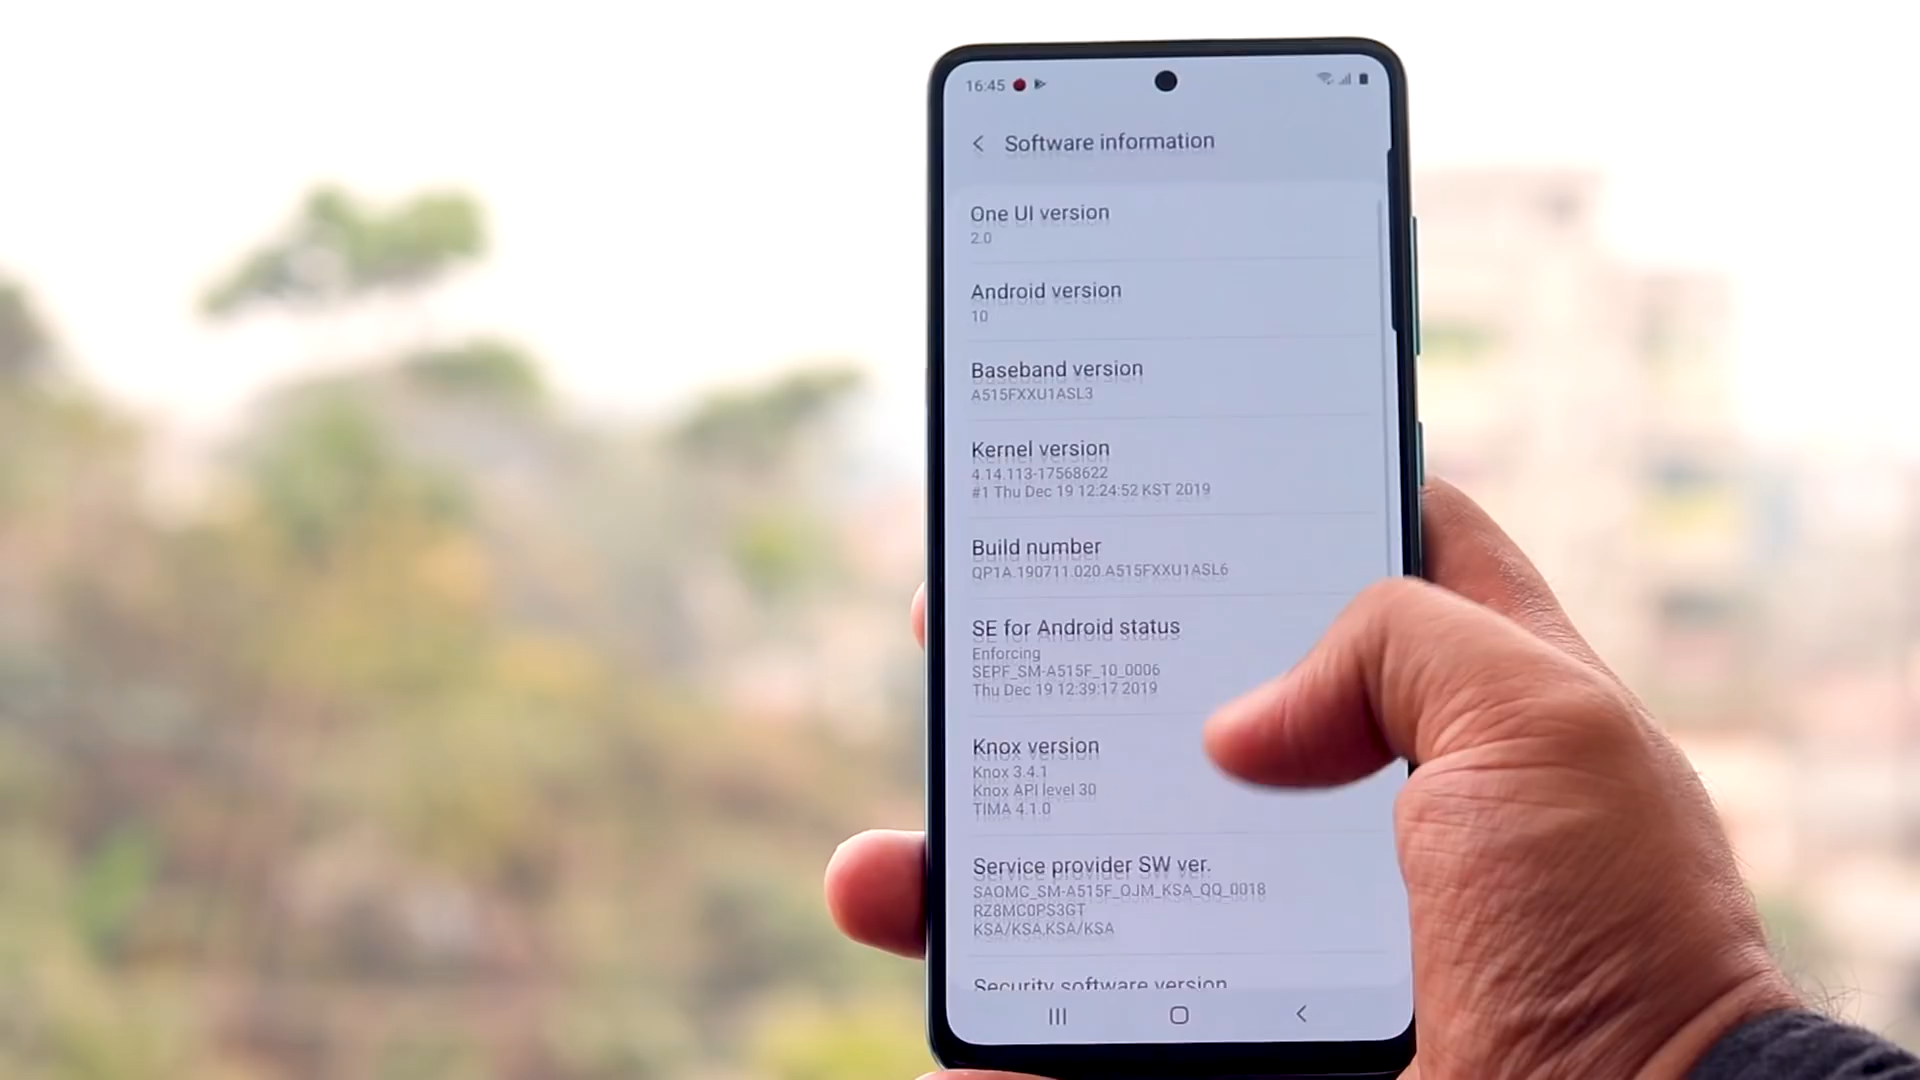 16:45
Software information
One UI version
2.0
Android version
10
Baseband version
A515FXXU1ASL3
Kernel version
4.14.113-17568622
#1 Thu Dec 19 12:24:52 KST 2019
Build number
QP1A.190711.020.A515FXXU1ASL6
SE for Android status
Enforcing
SEPF_SM-A515F_10_0006
Thu Dec 19 12:39:17 2019
Knox version
Knox 3.4.1
Knox API level 30
TIMA 4.1.0
Service provider SW ver.
SAOMC_SM-A515F_OJM_KSA_QQ_0018
RZ8MC0PS3GT
KSA/KSA,KSA/KSA
Security software version